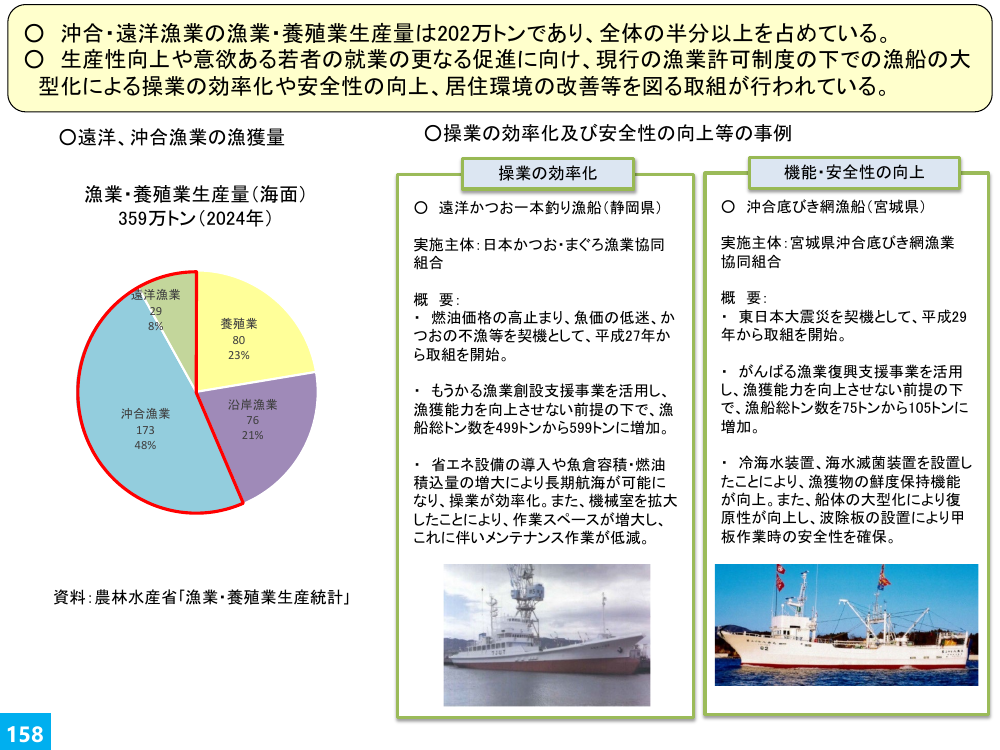 〇　沖合・遠洋漁業の漁業・養殖業生産量は202万トンであり、全体の半分以上を占めている。
〇　生産性向上や意欲ある若者の就業の更なる促進に向け、現行の漁業許可制度の下での漁船の大
型化による操業の効率化や安全性の向上、居住環境の改善等を図る取組が行われている。
〇遠洋、沖合漁業の漁獲量
漁業・養殖業生産量（海面）
359万トン（2024年）
遠洋漁業
29
8%
養殖業
80
23%
沿岸漁業
76
21%
沖合漁業
173
48%
資料：農林水産省「漁業・養殖業生産統計」
〇操業の効率化及び安全性の向上等の事例
操業の効率化
〇　遠洋かつお一本釣り漁船（静岡県）
実施主体：日本かつお・まぐろ漁業協同
組合
概　要：
・　燃油価格の高止まり、魚価の低迷、か
つおの不漁等を契機として、平成27年か
ら取組を開始。
・　もうかる漁業創設支援事業を活用し、
漁獲能力を向上させない前提の下で、漁
船総トン数を499トンから599トンに増加。
・　省エネ設備の導入や魚倉容積・燃油
積込量の増大により長期航海が可能に
なり、操業が効率化。また、機械室を拡大
したことにより、作業スペースが増大し、
これに伴いメンテナンス作業が低減。
機能・安全性の向上
〇　沖合底びき網漁船（宮城県）
実施主体：宮城県沖合底びき網漁業
協同組合
概　要：
・　東日本大震災を契機として、平成29
年から取組を開始。
・　がんばる漁業復興支援事業を活用
し、漁獲能力を向上させない前提の下
で、漁船総トン数を75トンから105トンに
増加。
・　冷海水装置、海水滅菌装置を設置し
たことにより、漁獲物の鮮度保持機能
が向上。また、船体の大型化により復
原性が向上し、波除板の設置により甲
板作業時の安全性を確保。
158